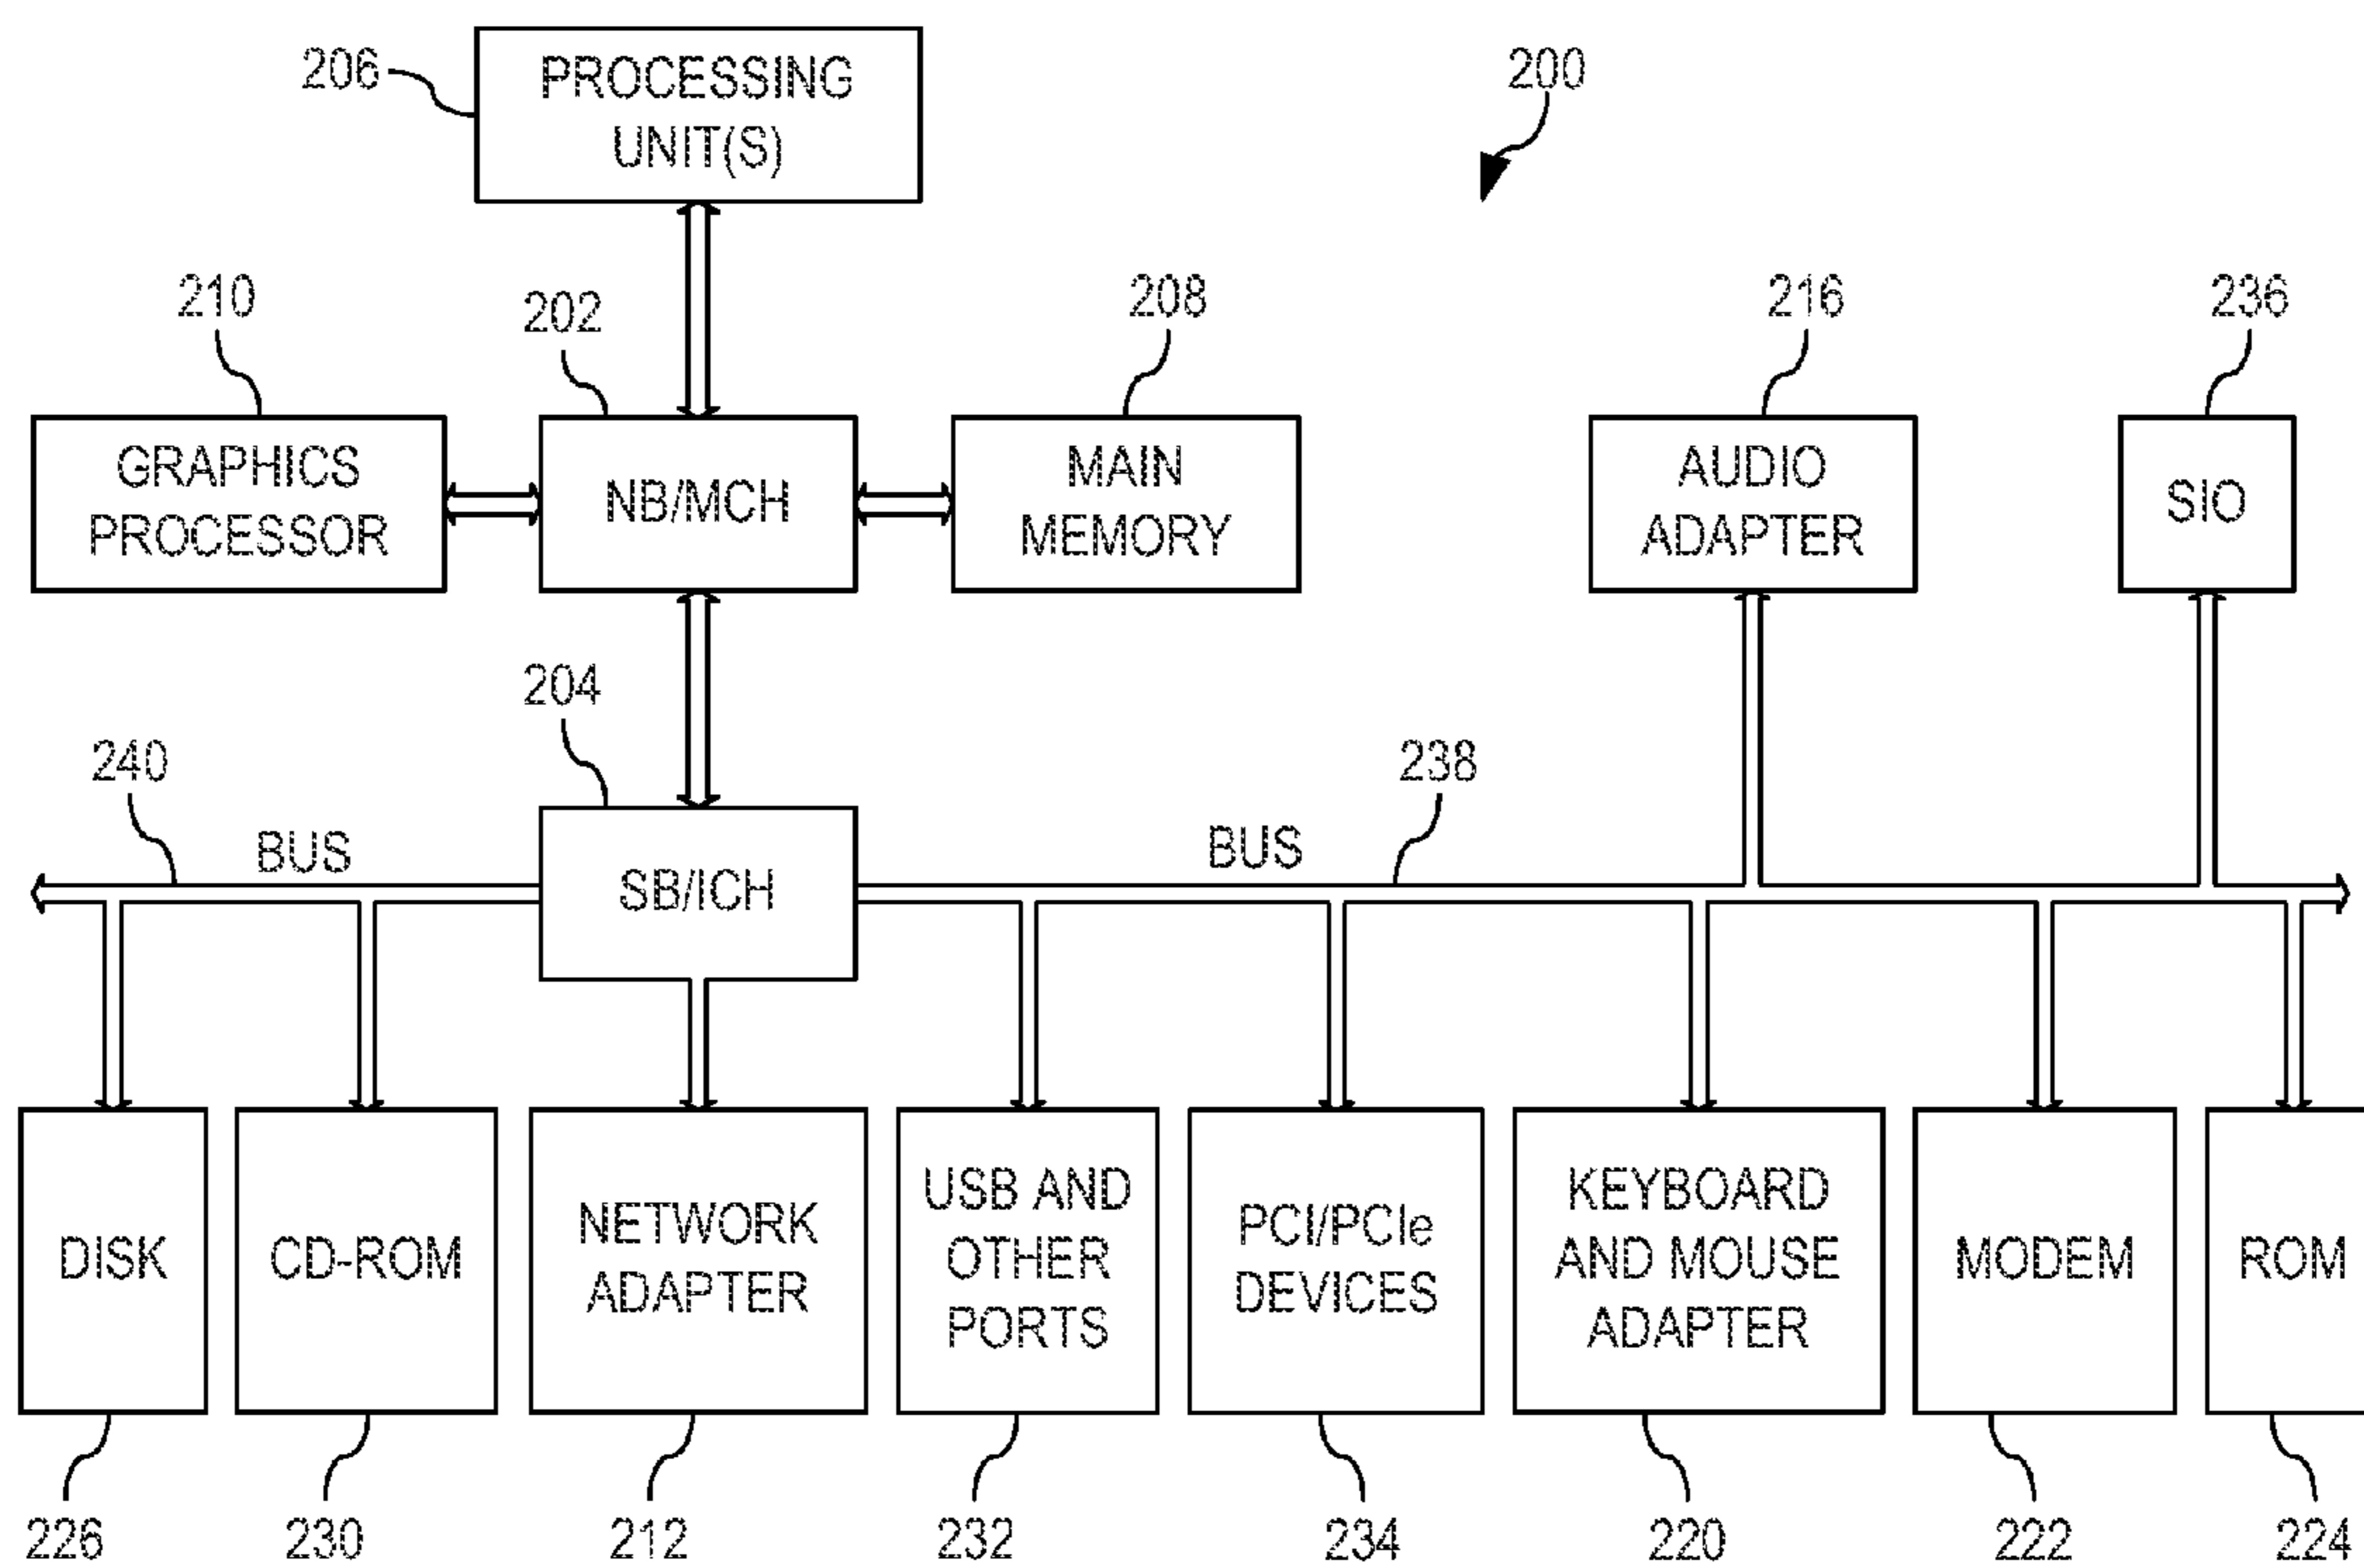 206
PROCESSING
UNIT(S)
200
210
202
208
216
236
GRAPHICS
PROCESSOR
NB/MCH
MAIN
MEMORY
AUDIO
ADAPTER
SIO
204
240
BUS
238
BUS
SB/ICH
DISK
CD-ROM
NETWORK
ADAPTER
USB AND
OTHER
PORTS
PCI/PCIe
DEVICES
KEYBOARD
AND MOUSE
ADAPTER
MODEM
ROM
226
230
212
232
234
220
222
224